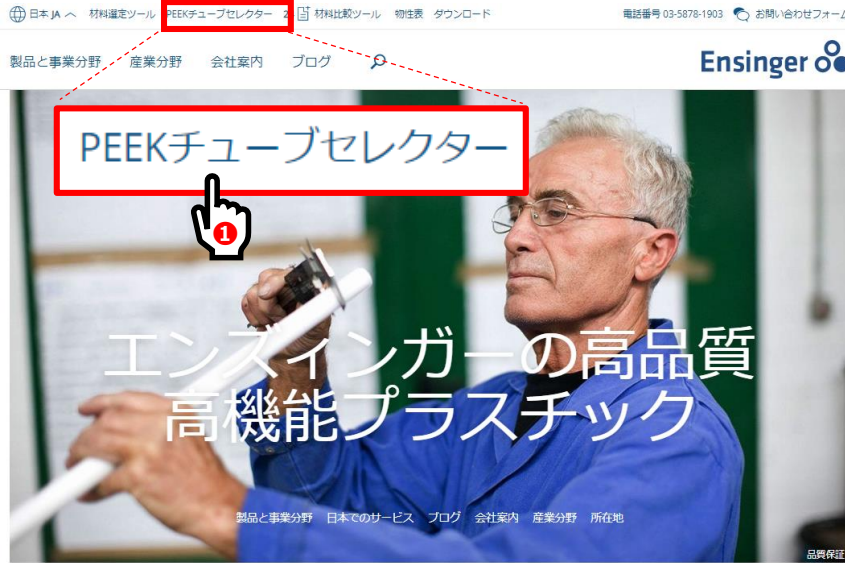 日本 JA 材料選定ツール PEEKチューブセレクター 2 材料比較ツール 物性表 ダウンロード 電話番号 03-5878-1903 お問い合わせフォーム
製品と事業分野 産業分野 会社案内 ブログ Ensinger
PEEKチューブセレクター
1
エンズィンガーの高品質
高機能プラスチック
製品と事業分野 日本でのサービス ブログ 会社案内 産業分野 所在地
品質保証